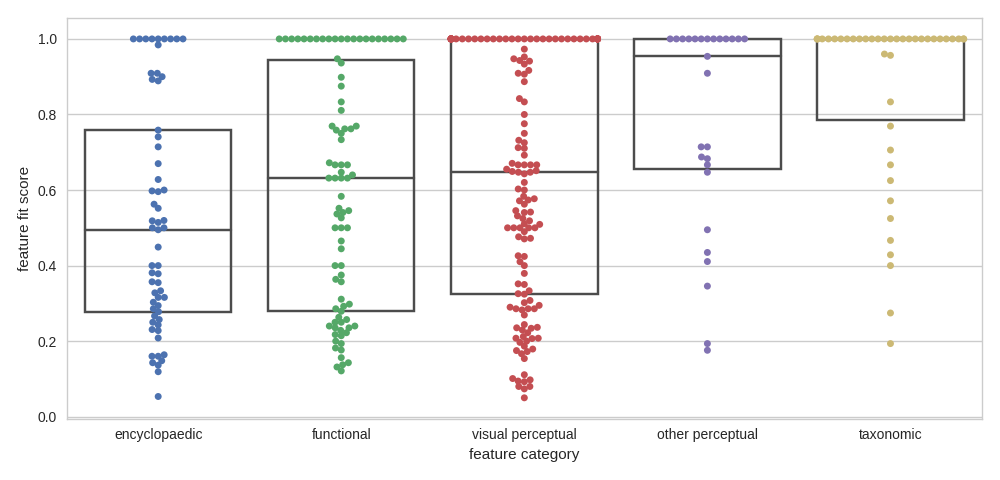 1.0
0.8
0.6
0.4
0.2
0.0
feature fit score
encyclopaedic functional visual perceptual other perceptual taxonomic
feature category